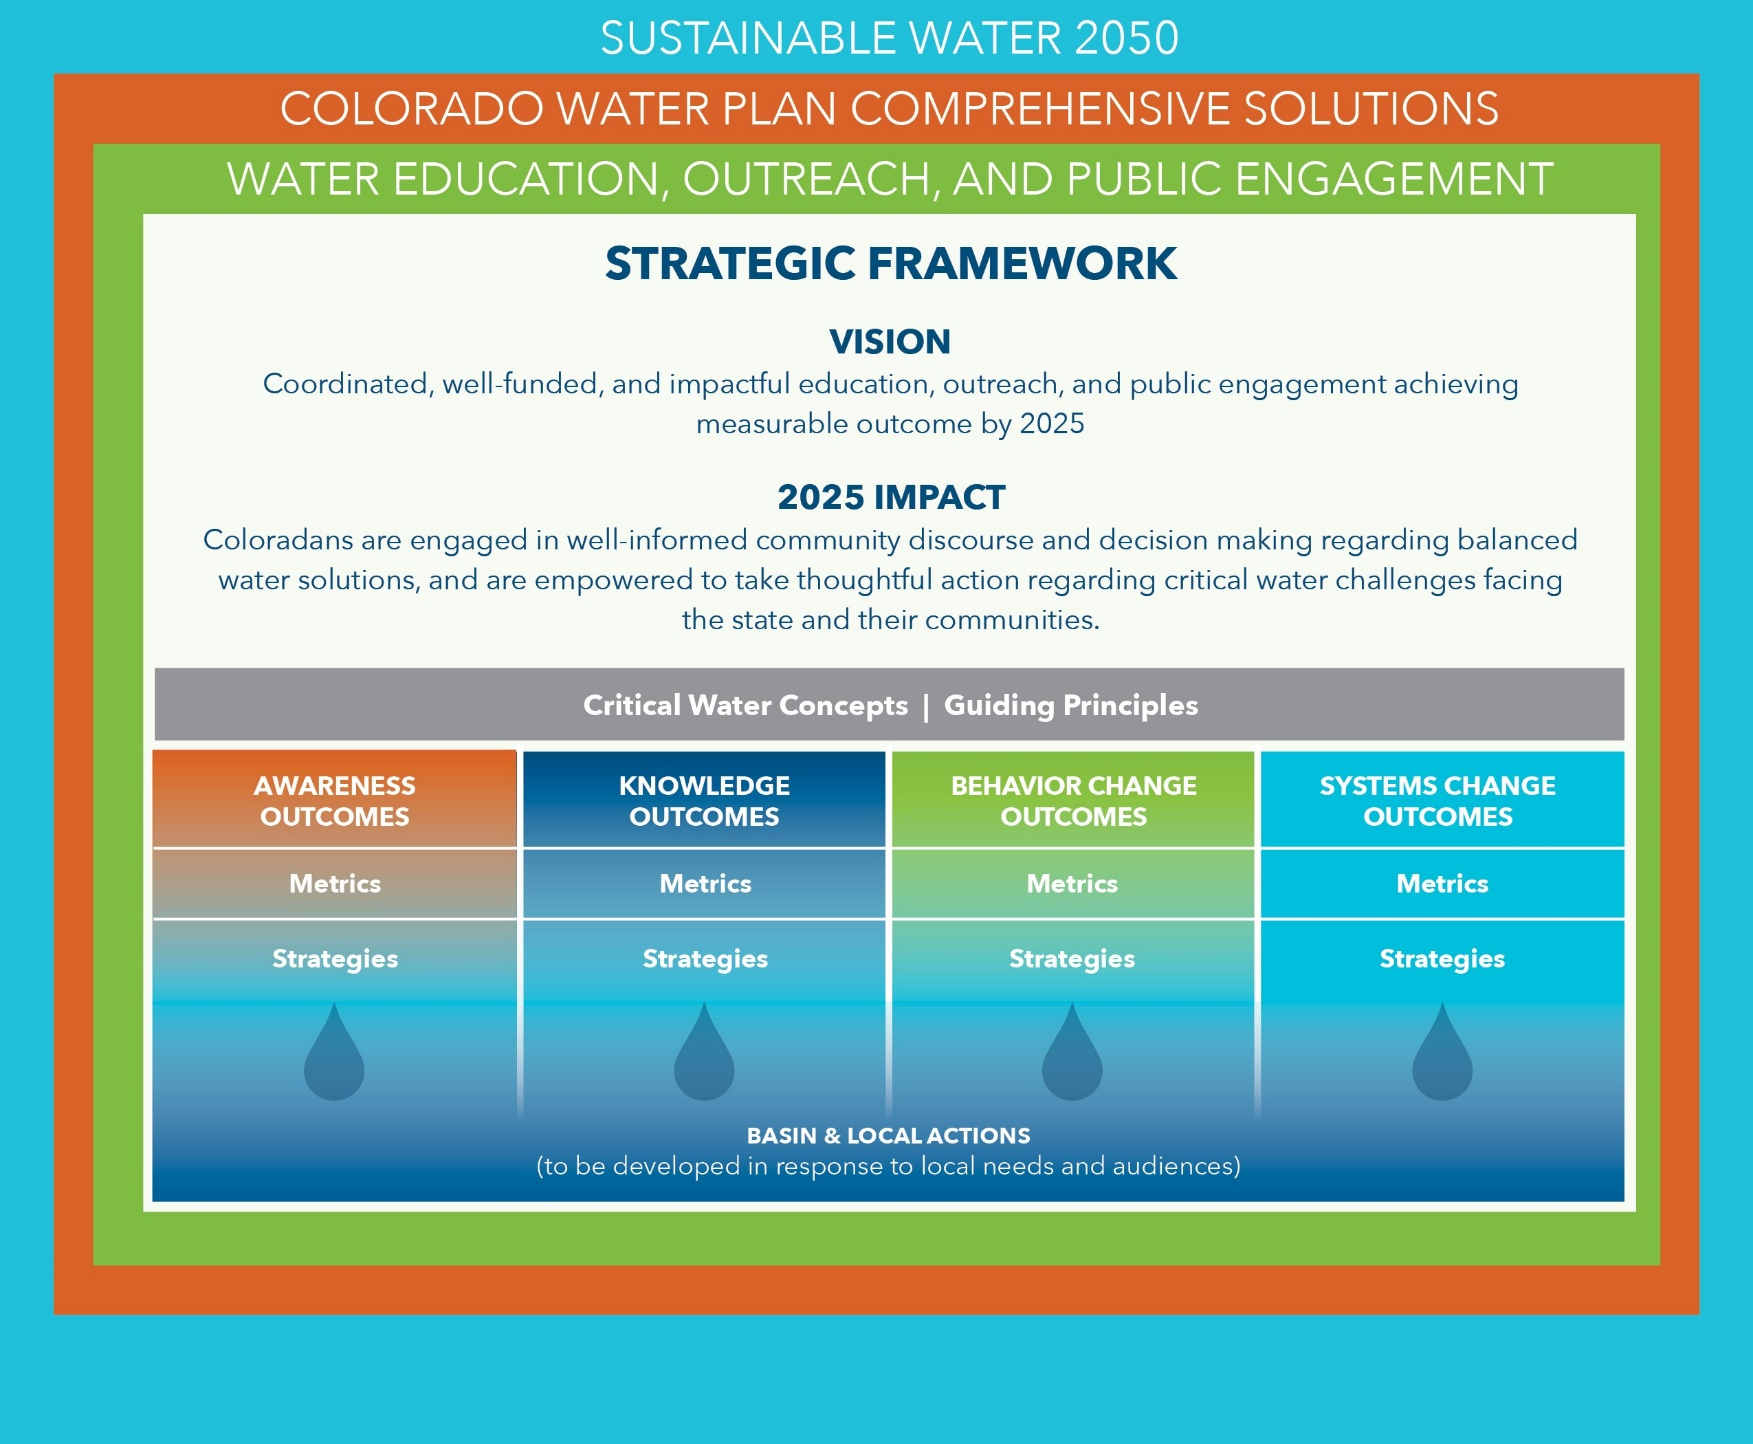 SUSTAINABLE WATER 2050
COLORADO WATER PLAN COMPREHENSIVE SOLUTIONS
WATER EDUCATION, OUTREACH, AND PUBLIC ENGAGEMENT
STRATEGIC FRAMEWORK
VISION
Coordinated, well-funded, and impactful education, outreach, and public engagement achieving
measurable outcome by 2025
2025 IMPACT
Coloradans are engaged in well-informed community discourse and decision making regarding balanced
water solutions, and are empowered to take thoughtful action regarding critical water challenges facing
the state and their communities.
Critical Water Concepts | Guiding Principles
AWARENESS
OUTCOMES
Metrics
Strategies
KNOWLEDGE
OUTCOMES
Metrics
Strategies
BEHAVIOR CHANGE
OUTCOMES
Metrics
Strategies
SYSTEMS CHANGE
OUTCOMES
Metrics
Strategies
BASIN & LOCAL ACTIONS
(to be developed in response to local needs and audiences)